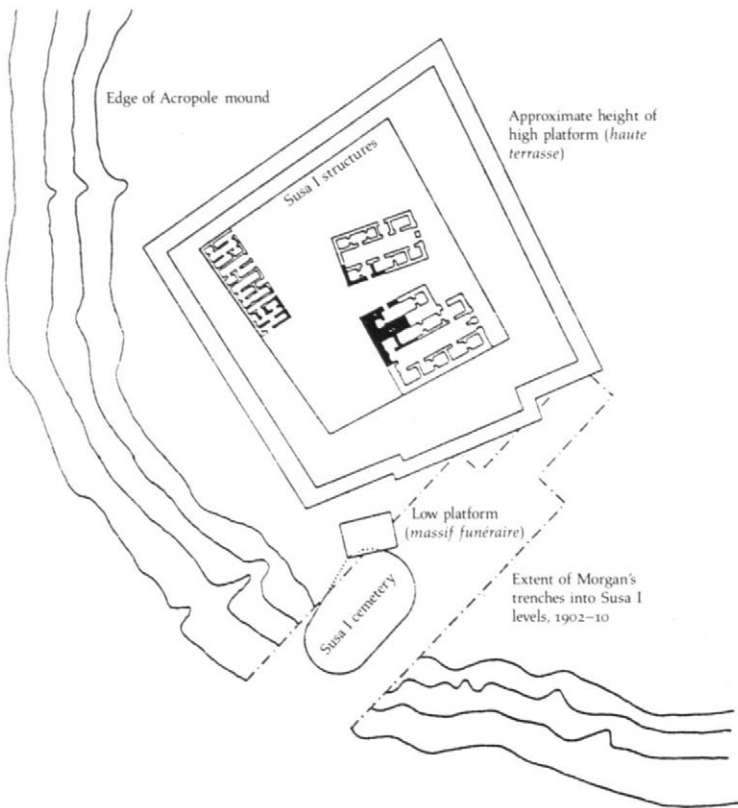 Edge of Acropole mound
Approximate height of
high platform (haute
terrasse)
Susa I structures
Low platform
(massif funéraire)
Susa I cemetery
Extent of Morgan's
trenches into Susa I
levels, 1902–10